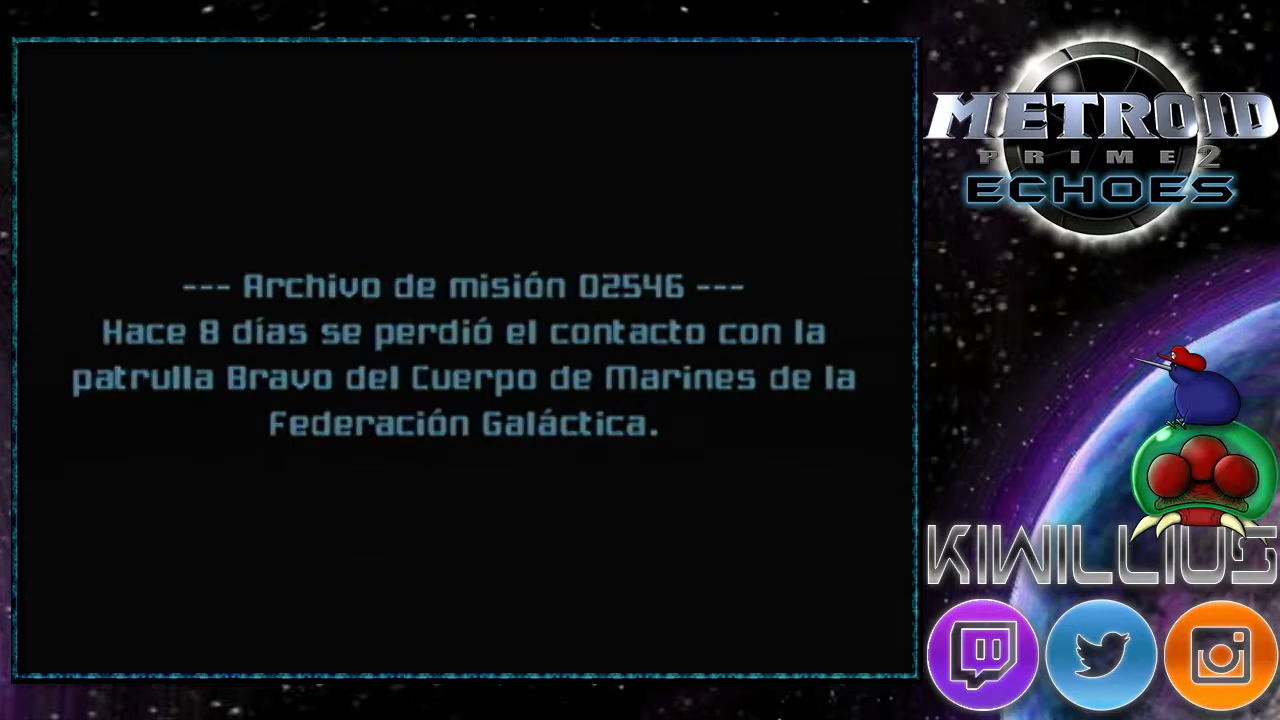 --- Archivo de misión 02546 ---
Hace 8 días se perdió el contacto con la
patrulla Bravo del Cuerpo de Marines de la
Federación Galáctica.
METROID
PRIME 2
ECHOES
KIWILLIUS